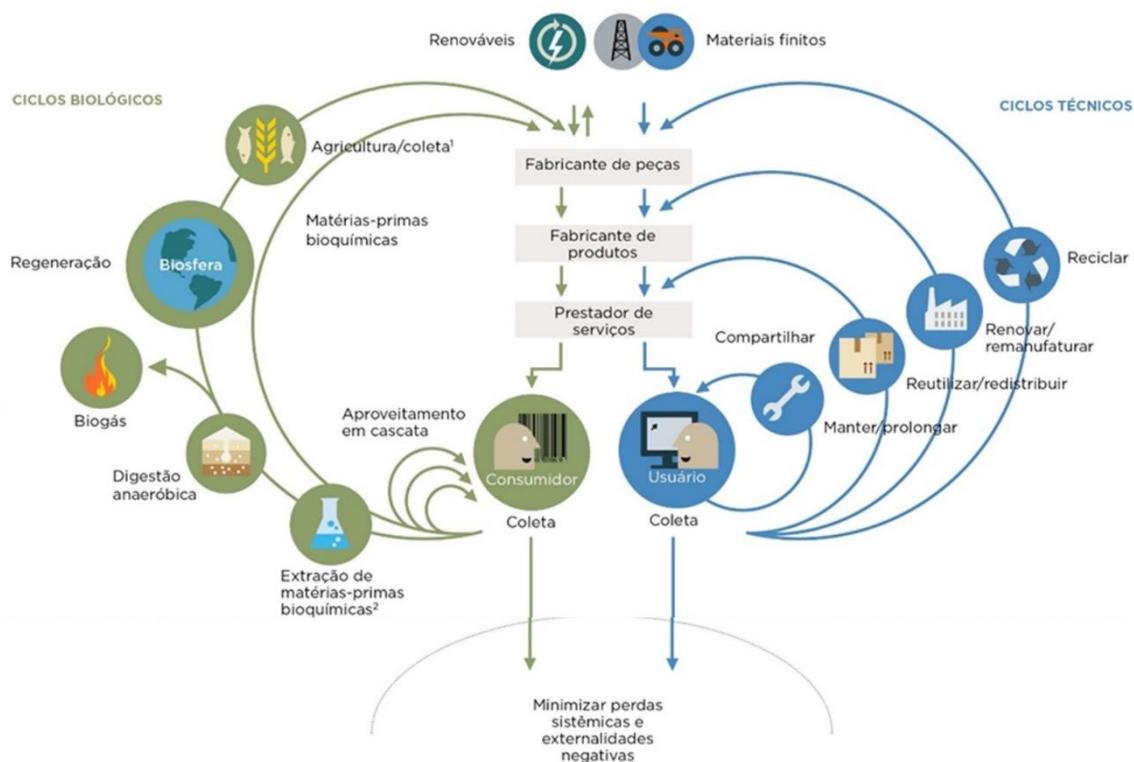 Renováveis
Materiais finitos
CICLOS BIOLÓGICOS
CICLOS TÉCNICOS
Agricultura/coleta¹
Fabricante de peças
Matérias-primas
bioquímicas
Fabricante de
produtos
Regeneração
Biosfera
Reciclar
Prestador de
serviços
Compartilhar
Renovar/
remanufaturar
Reutilizar/redistribuir
Biogás
Aproveitamento
em cascata
Manter/prolongar
Digestão
anaeróbica
Consumidor
Usuário
Coleta
Coleta
Extração de
matérias-primas
bioquímicas²
Minimizar perdas
sistêmicas e
externalidades
negativas